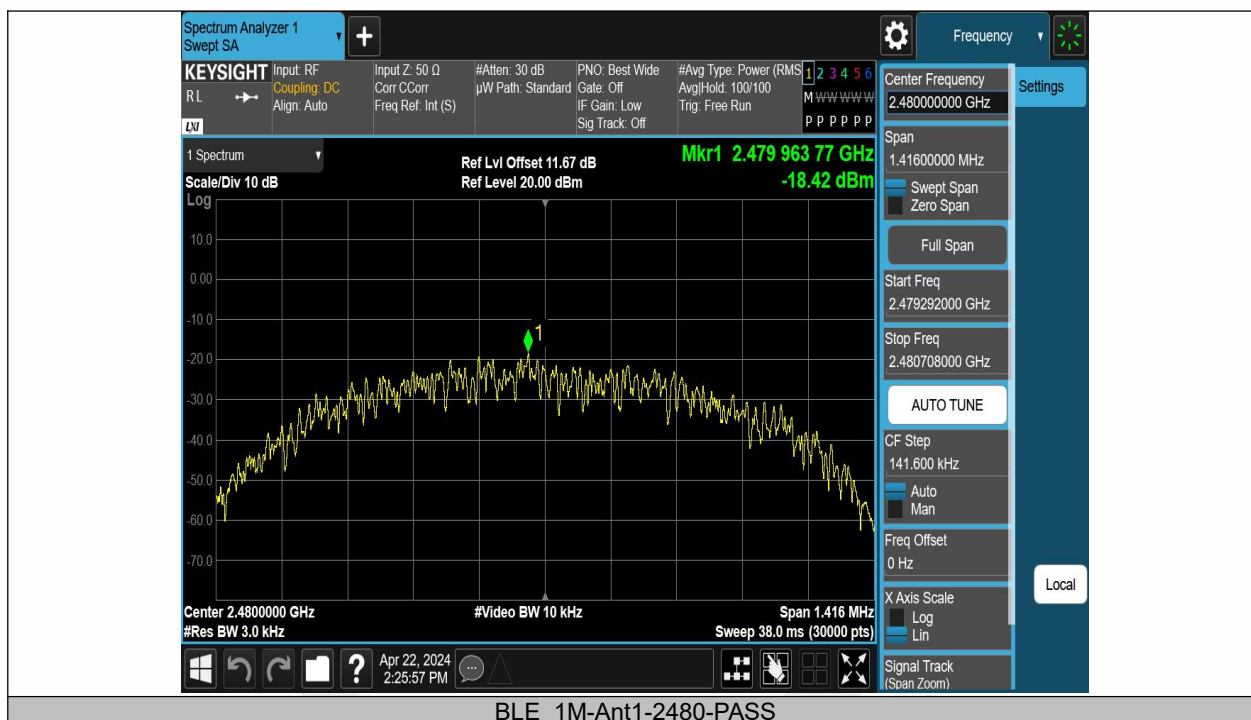 Spectrum Analyzer 1
Swept SA
Frequency
KEYSIGHT
RL
LXI
Input: RF
Coupling: DC
Align: Auto
Input Z: 50 Ω
Corr CCorr
Freq Ref: Int (S)
#Atten: 30 dB
µW Path: Standard
PNO: Best Wide
Gate: Off
IF Gain: Low
Sig Track: Off
#Avg Type: Power (RMS
Avg|Hold: 100/100
Trig: Free Run
1 2 3 4 5 6
M W W W W W
P P P P P P
1 Spectrum
Scale/Div 10 dB
Log
Ref Lvl Offset 11.67 dB
Ref Level 20.00 dBm
Mkr1 2.479 963 77 GHz
-18.42 dBm
10.0
0.00
-10.0
1
-20.0
-30.0
-40.0
-50.0
-60.0
-70.0
Center 2.4800000 GHz
#Res BW 3.0 kHz
#Video BW 10 kHz
Span 1.416 MHz
Sweep 38.0 ms (30000 pts)
Apr 22, 2024
2:25:57 PM
Center Frequency
2.480000000 GHz
Settings
Span
1.41600000 MHz
Swept Span
Zero Span
Full Span
Start Freq
2.479292000 GHz
Stop Freq
2.480708000 GHz
AUTO TUNE
CF Step
141.600 kHz
Auto
Man
Freq Offset
0 Hz
X Axis Scale
Log
Lin
Local
Signal Track
(Span Zoom)
BLE_1M-Ant1-2480-PASS